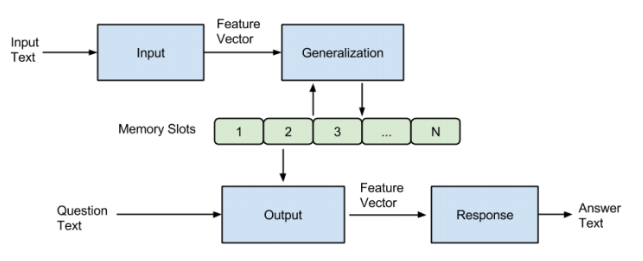 Input
Text
Input
Feature
Vector
Generalization
Memory Slots
1
2
3
...
N
Question
Text
Output
Feature
Vector
Response
Answer
Text